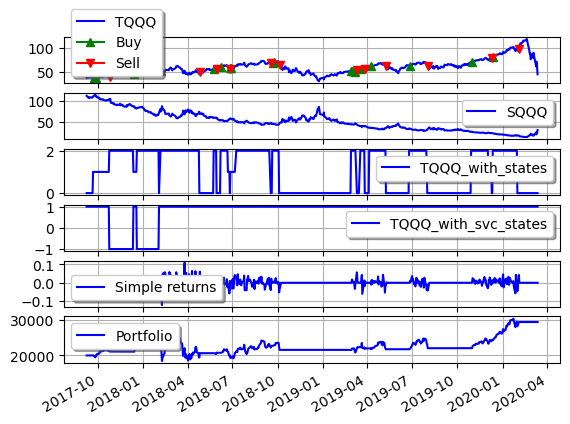 TQQQ
Buy
Sell
100
50
100
50
SQQQ
2
0
TQQQ_with_states
1
−1
TQQQ_with_svc_states
0.1
0.0
−0.1
Simple returns
30000
20000
Portfolio
2017-10 2018-01 2018-04 2018-07 2018-10 2019-01 2019-04 2019-07 2019-10 2020-01 2020-04